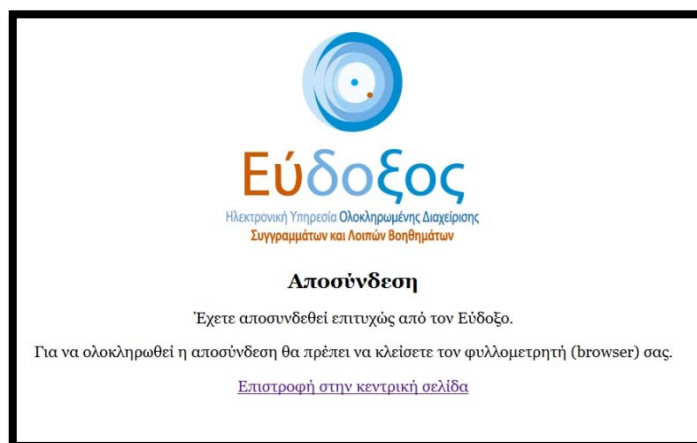 Εύδοξος
Ηλεκτρονική Υπηρεσία Ολοκληρωμένης Διαχείρισης
Συγγραμμάτων και Λοιπών Βοηθημάτων
Αποσύνδεση
Έχετε αποσυνδεθεί επιτυχώς από τον Εύδοξο.
Για να ολοκληρωθεί η αποσύνδεση θα πρέπει να κλείσετε τον φυλλομετρητή (browser) σας.
Επιστροφή στην κεντρική σελίδα